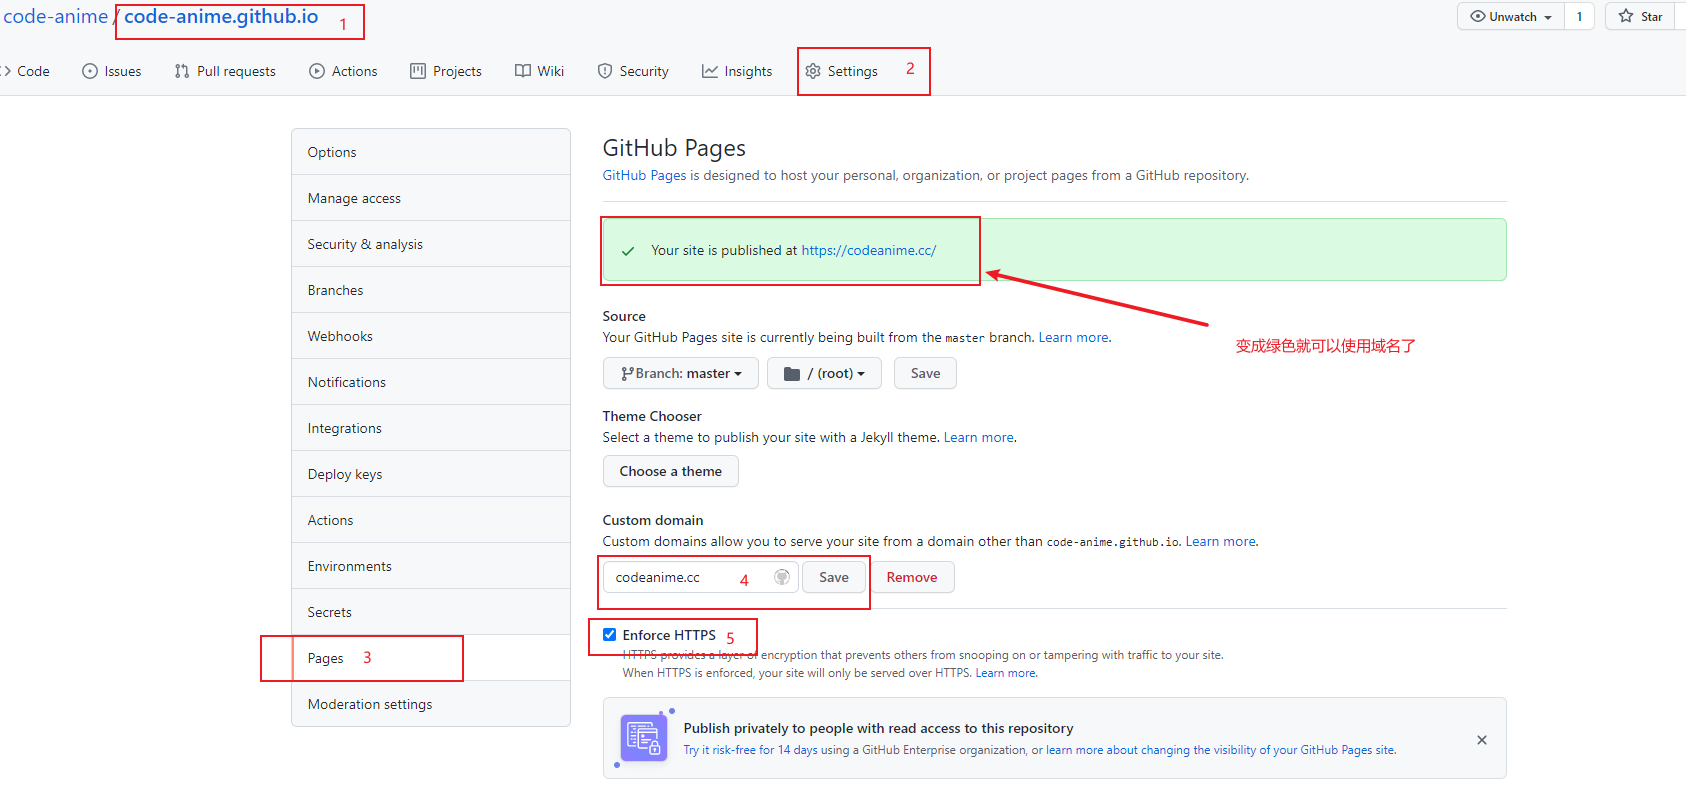 code-anime / code-anime.github.io 1
Unwatch 1 Star
Code Issues Pull requests Actions Projects Wiki Security Insights Settings 2
Options
Manage access
Security & analysis
Branches
Webhooks
Notifications
Integrations
Deploy keys
Actions
Environments
Secrets
Pages 3
Moderation settings
GitHub Pages
GitHub Pages is designed to host your personal, organization, or project pages from a GitHub repository.
Your site is published at https://codeanime.cc/
变成绿色就可以使用域名了
Source
Your GitHub Pages site is currently being built from the master branch. Learn more.
Branch: master / (root) Save
Theme Chooser
Select a theme to publish your site with a Jekyll theme. Learn more.
Choose a theme
Custom domain
Custom domains allow you to serve your site from a domain other than code-anime.github.io. Learn more.
codeanime.cc 4 Save Remove
Enforce HTTPS 5
HTTPS provides a layer of encryption that prevents others from snooping on or tampering with traffic to your site.
When HTTPS is enforced, your site will only be served over HTTPS. Learn more.
Publish privately to people with read access to this repository
Try it risk-free for 14 days using a GitHub Enterprise organization, or learn more about changing the visibility of your GitHub Pages site.